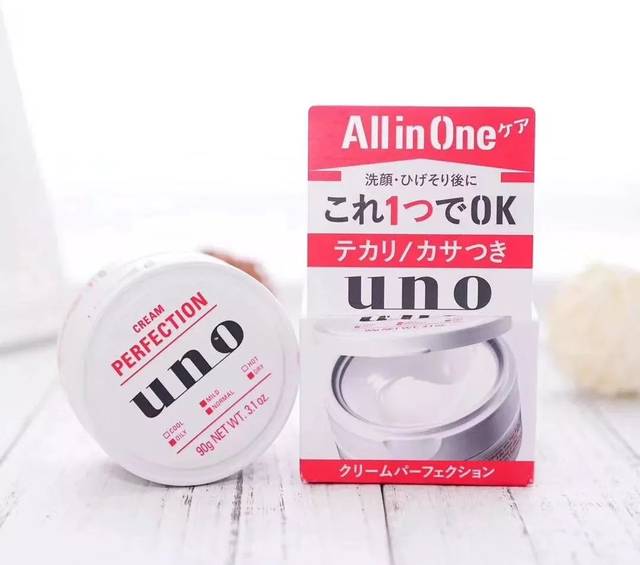 All in One ケア
洗顔・ひげそり後に
これ1つでOK
テカリ/カサつき
uno
クリームパーフェクション
CREAM
PERFECTION
uno
COOL MILD HOT
OILY NORMAL DRY
90g NET WT. 3.1 oz.